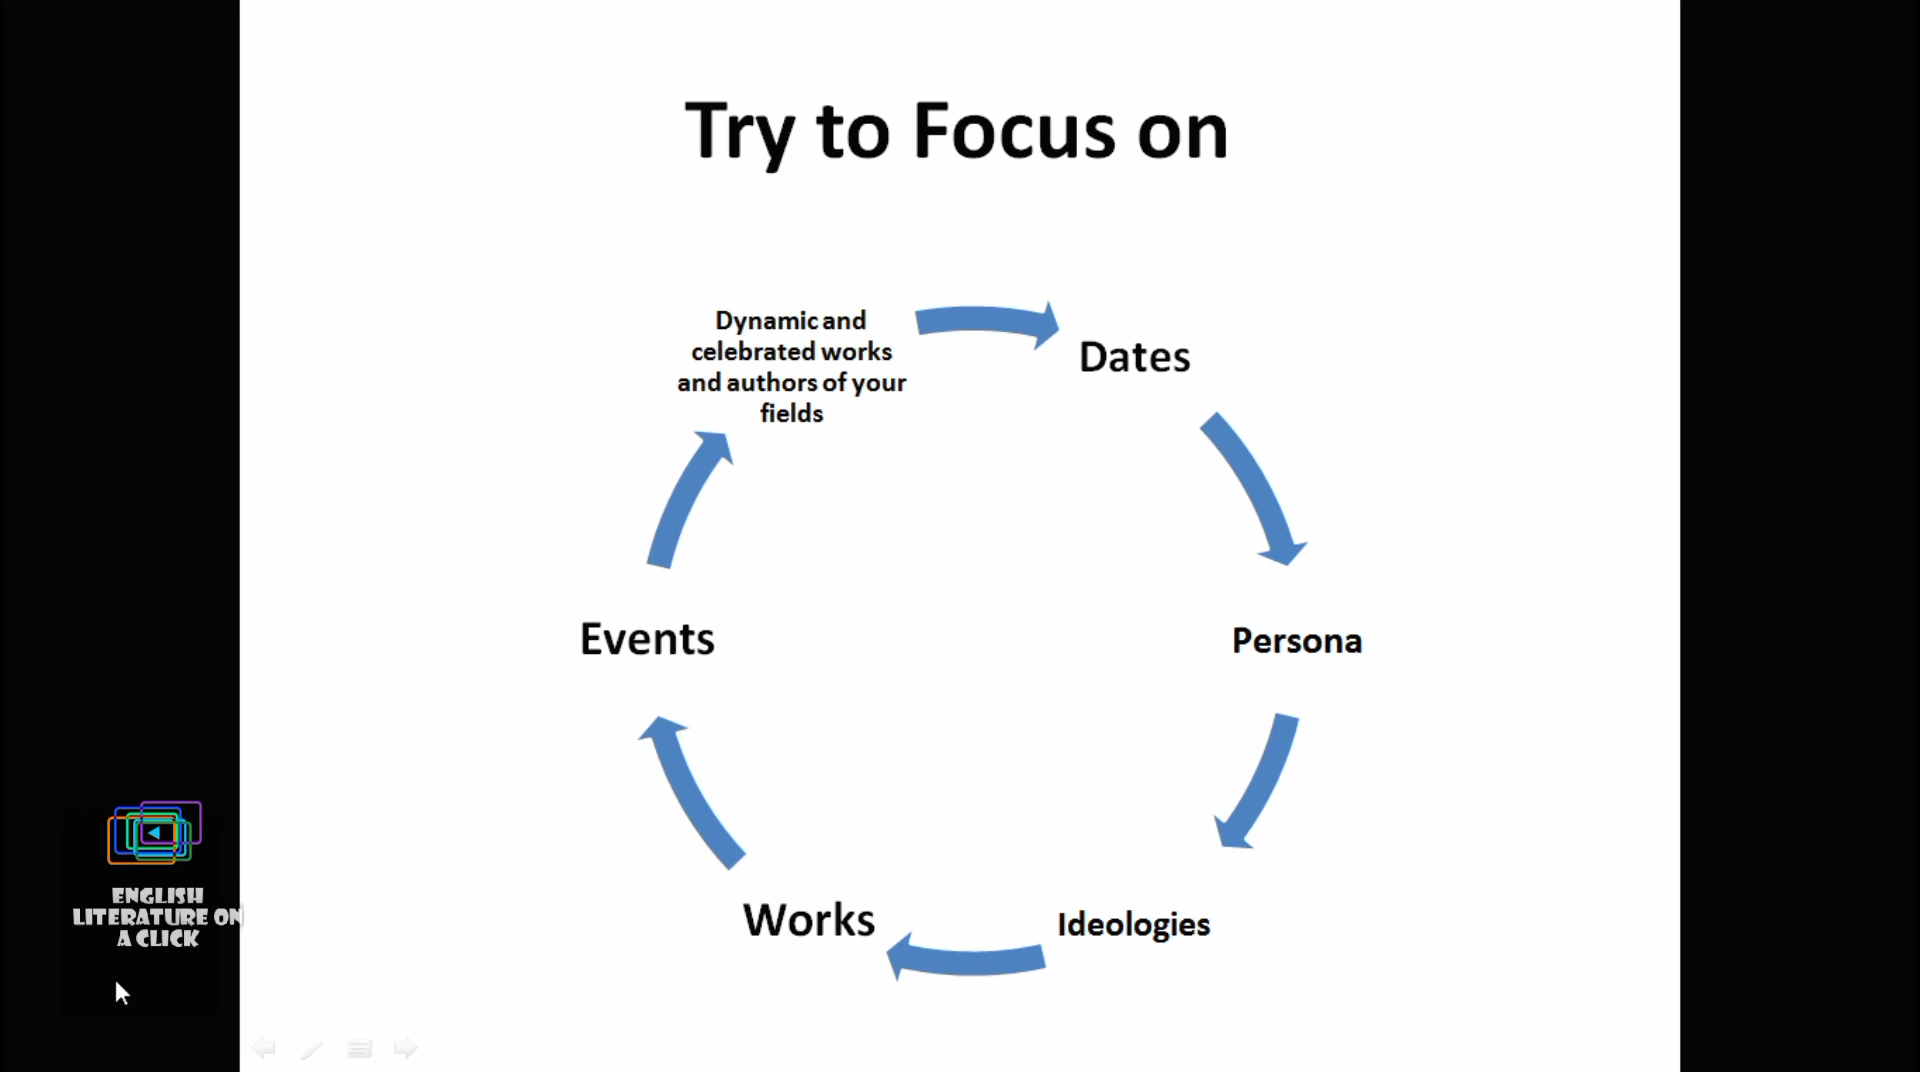 Try to Focus on
Dynamic and
celebrated works
and authors of your
fields
Dates
Persona
Ideologies
Works
Events
ENGLISH
LITERATURE ON
A CLICK